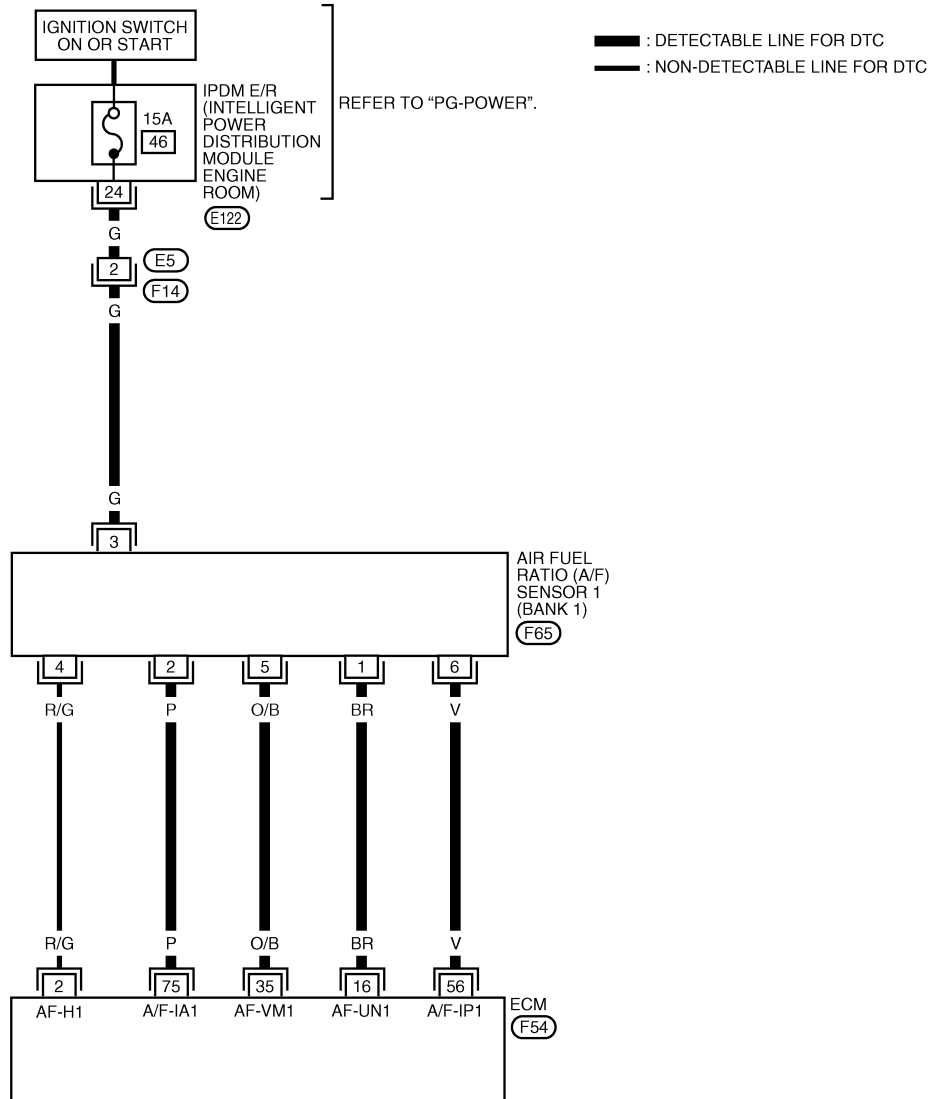 IGNITION SWITCH
ON OR START
: DETECTABLE LINE FOR DTC
: NON-DETECTABLE LINE FOR DTC
IPDM E/R
(INTELLIGENT
POWER
DISTRIBUTION
MODULE
ENGINE
ROOM)
REFER TO “PG-POWER”.
15A
46
24
E122
G
2
E5
F14
G
G
3
AIR FUEL
RATIO (A/F)
SENSOR 1
(BANK 1)
F65
4 2 5 1 6
R/G P O/B BR V
R/G P O/B BR V
2 75 35 16 56
AF-H1 A/F-IA1 AF-VM1 AF-UN1 A/F-IP1
ECM
F54